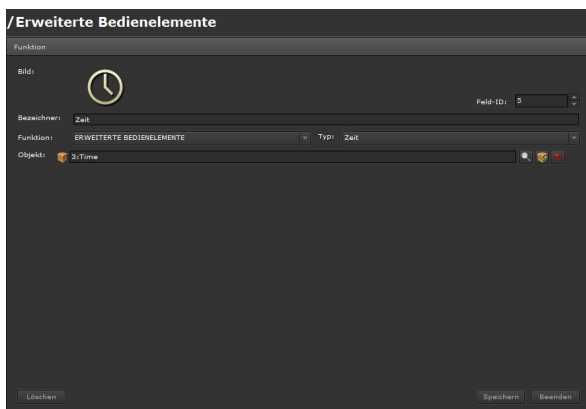 /Erweiterte Bedienelemente
Funktion
Bild:
Feld-ID: 5
Bezeichner: Zeit
Funktion: ERWEITERTE BEDIENELEMENTE Typ: Zeit
Objekt: 3:Time
Löschen Speichern Beenden